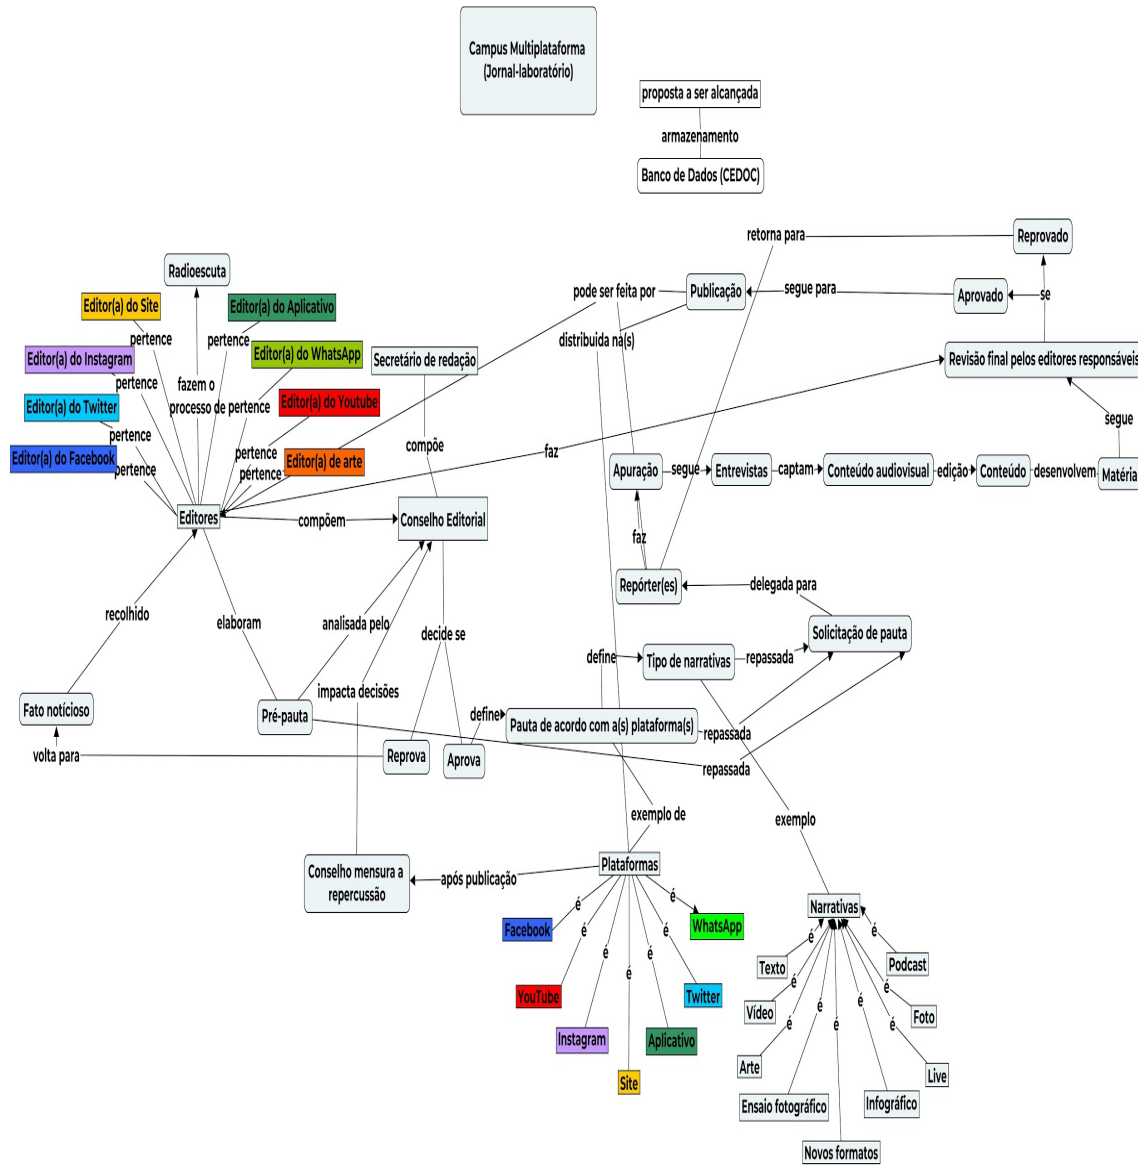 Campus Multiplataforma
(Jornal-laboratório)
proposta a ser alcançada
armazenamento
Banco de Dados (CEDOC)
retorna para
Reprovado
Radioescuta
Editor(a) do Site
Editor(a) do Aplicativo
pode ser feita por
Publicação
segue para
Aprovado
se
pertence
pertence
distribuida na(s)
Editor(a) do Instagram
Editor(a) do WhatsApp
Secretário de redação
Revisão final pelos editores responsáveis
pertence
fazem o
processo de
pertence
Editor(a) do Twitter
Editor(a) do Youtube
segue
pertence
compõe
faz
Editor(a) do Facebook
pertence
pertence
pertence
Editor(a) de arte
Apuração
segue
Entrevistas
captam
Conteúdo audiovisual
edição
Conteúdo
desenvolvem
Matéria
Editores
compõem
Conselho Editorial
faz
Repórter(es)
delegada para
recolhido
elaboram
analisada pelo
decide se
Solicitação de pauta
define
Tipo de narrativas
repassada
impacta decisões
Fato notícioso
Pré-pauta
define
Pauta de acordo com a(s) plataforma(s)
repassada
volta para
Reprova
Aprova
repassada
exemplo de
exemplo
Conselho mensura a
repercussão
após publicação
Plataformas
é
é
é
é
é
é
é
Facebook
WhatsApp
YouTube
Twitter
Instagram
Aplicativo
Site
Narrativas
é
é
é
é
é
é
é
é
é
Texto
Podcast
Vídeo
Foto
Arte
Live
Ensaio fotográfico
Infográfico
Novos formatos